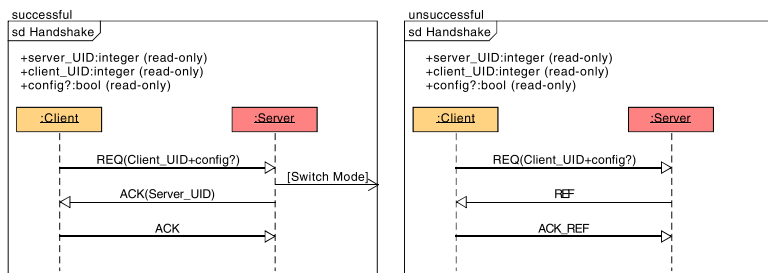 successful
sd Handshake
+server_UID:integer (read-only)
+client_UID:integer (read-only)
+config?:bool (read-only)
:Client
:Server
REQ(Client_UID+config?)
[Switch Mode]
ACK(Server_UID)
ACK
unsuccessful
sd Handshake
+server_UID:integer (read-only)
+client_UID:integer (read-only)
+config?:bool (read-only)
:Client
:Server
REQ(Client_UID+config?)
REF
ACK_REF